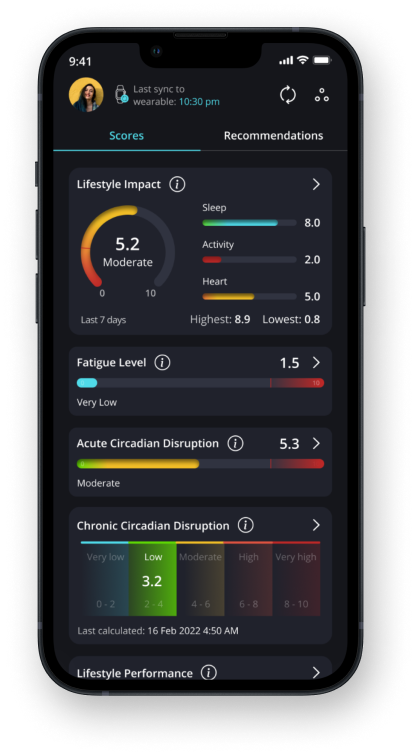 9:41
Last sync to
wearable: 10:30 pm
Scores Recommendations
Lifestyle Impact i
5.2
Moderate
0 10
Last 7 days
Sleep
8.0
Activity
2.0
Heart
5.0
Highest: 8.9 Lowest: 0.8
Fatigue Level i 1.5
10
Very Low
Acute Circadian Disruption i 5.3
Moderate
Chronic Circadian Disruption i
Very low Low Moderate High Very high
3.2
0 - 2 2 - 4 4 - 6 6 - 8 8 - 10
Last calculated: 16 Feb 2022 4:50 AM
Lifestyle Performance i